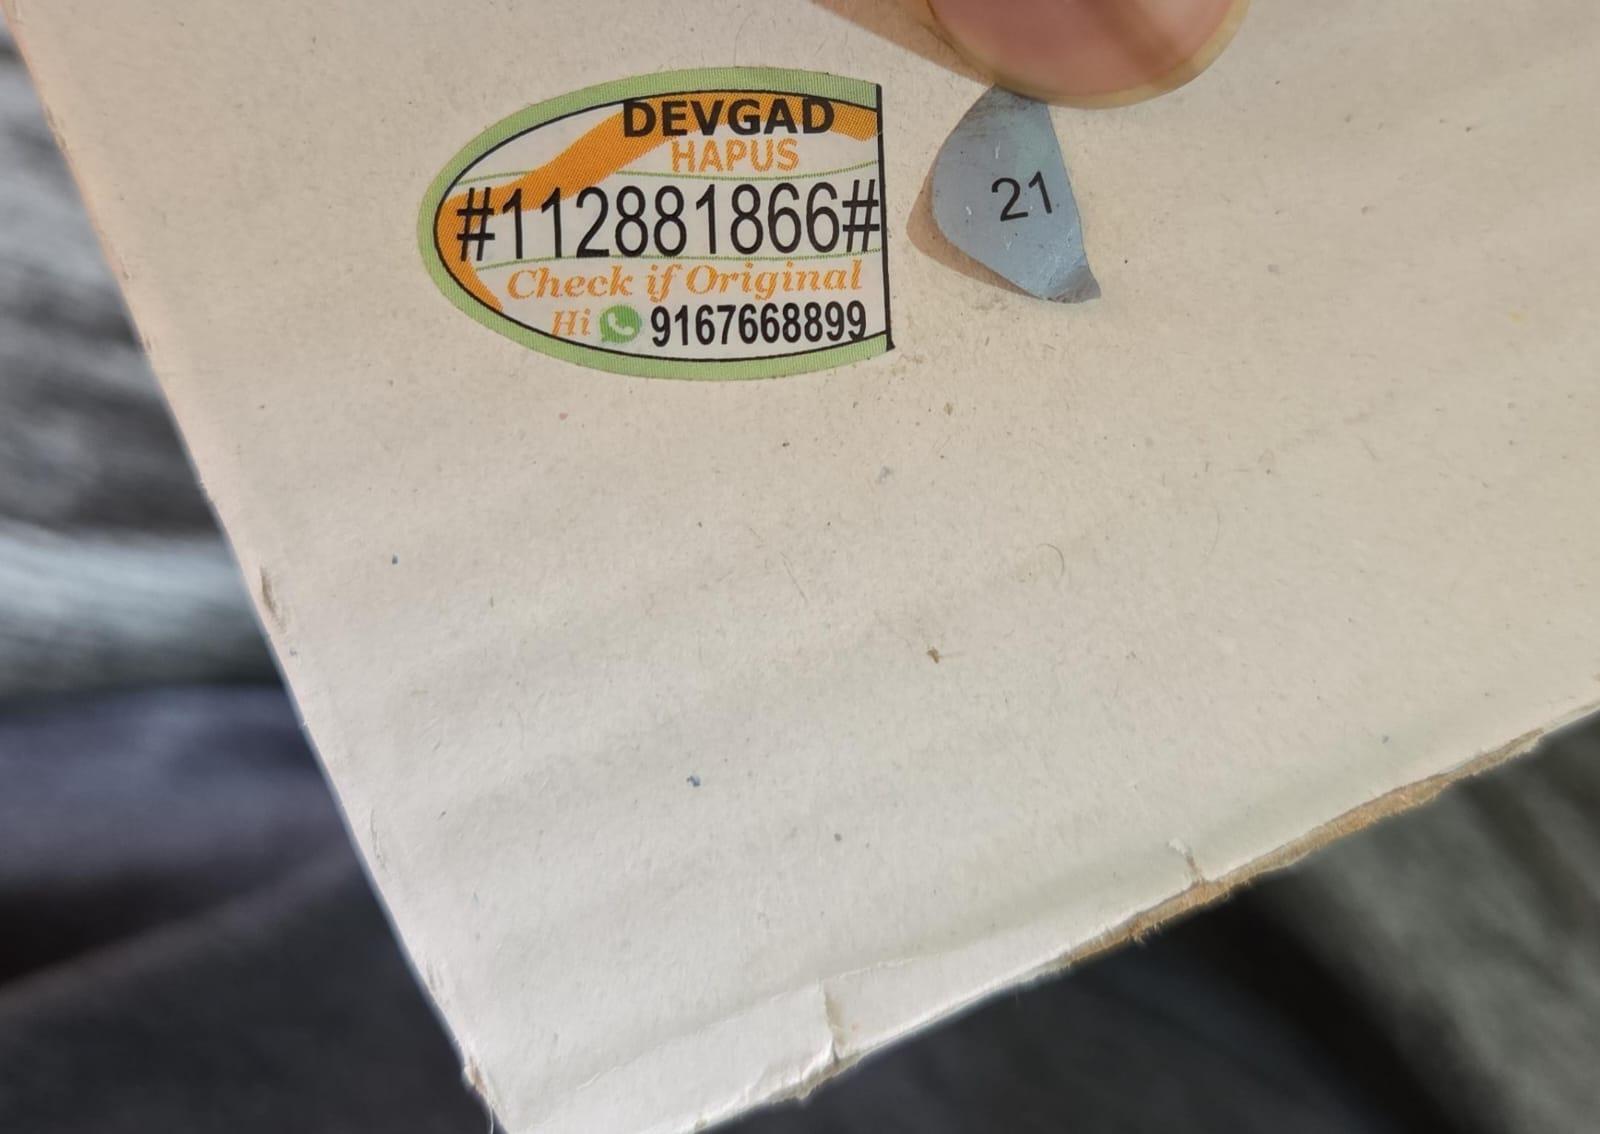 DEVGAD
HAPUS
#112881866#
Check if Original
Hi 9167668899
21